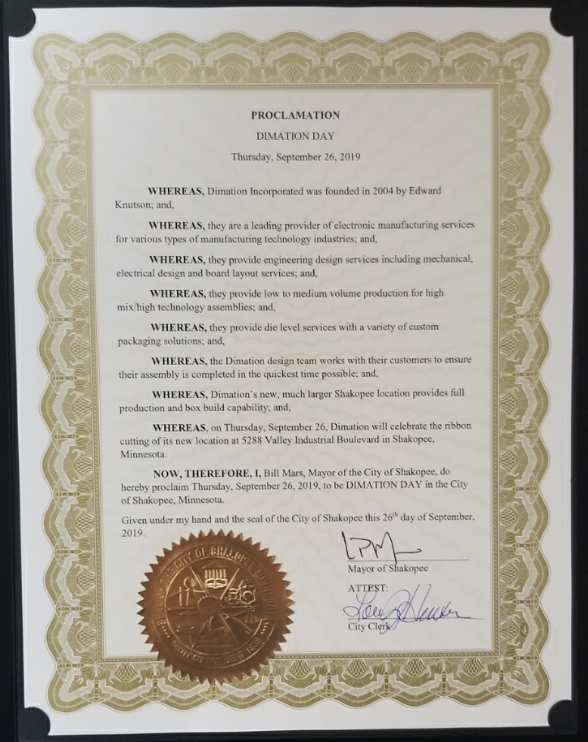 PROCLAMATION
DIMATION DAY
Thursday, September 26, 2019
WHEREAS, Dimation Incorporated was founded in 2004 by Edward
Knutson; and,
WHEREAS, they are a leading provider of electronic manufacturing services
for various types of manufacturing technology industries; and,
WHEREAS, they provide engineering design services including mechanical,
electrical design and board layout services; and,
WHEREAS, they provide low to medium volume production for high
mix/high technology assemblies; and,
WHEREAS, they provide die level services with a variety of custom
packaging solutions; and,
WHEREAS, the Dimation design team works with their customers to ensure
their assembly is completed in the quickest time possible; and,
WHEREAS, Dimation's new, much larger Shakopee location provides full
production and box build capability; and,
WHEREAS, on Thursday, September 26, Dimation will celebrate the ribbon
cutting of its new location at 5288 Valley Industrial Boulevard in Shakopee,
Minnesota.
NOW, THEREFORE, I, Bill Mars, Mayor of the City of Shakopee, do
hereby proclaim Thursday, September 26, 2019, to be DIMATION DAY in the City
of Shakopee, Minnesota.
Given under my hand and the seal of the City of Shakopee this 26th day of September,
2019.
Mayor of Shakopee
ATTEST:
City Clerk
CITY OF SHAKOPEE